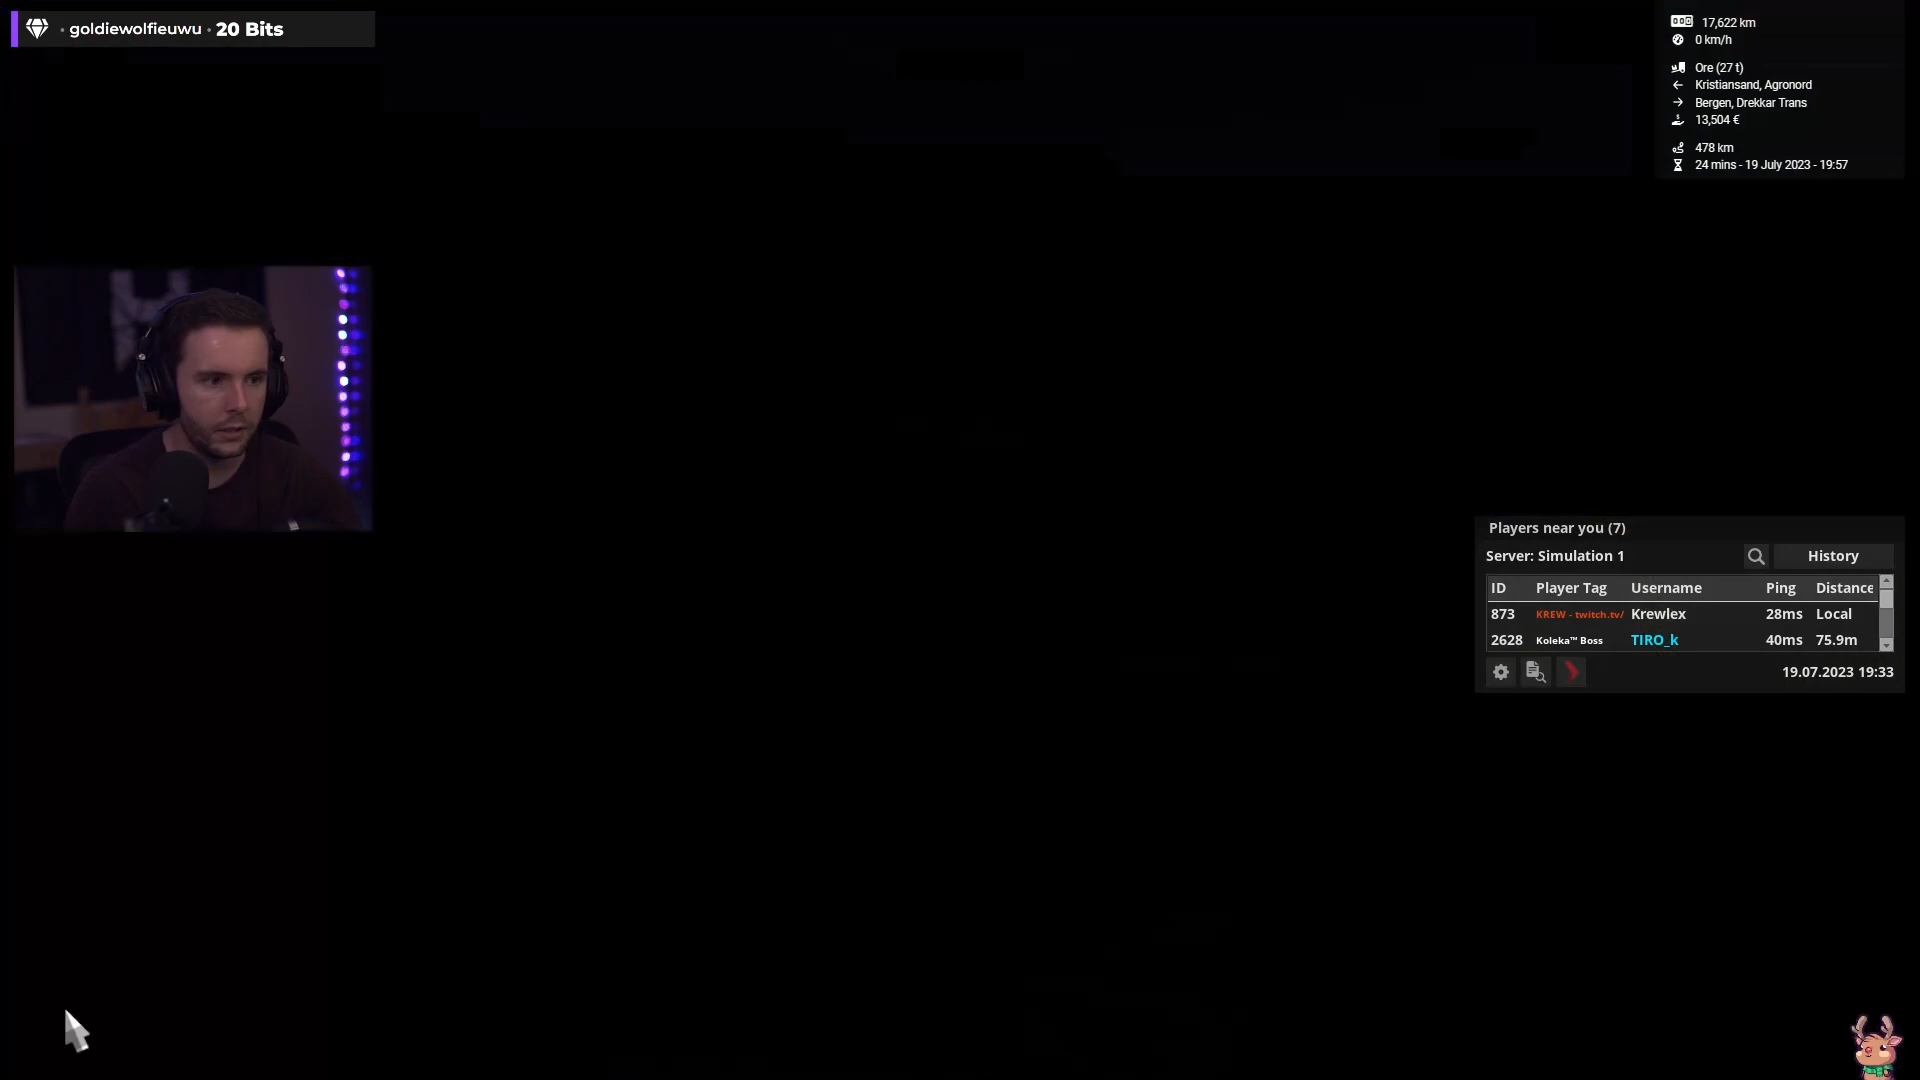 · goldiewolfieuwu · 20 Bits
17,622 km
0 km/h
Ore (27 t)
Kristiansand, Agronord
Bergen, Drekkar Trans
13,504 €
478 km
24 mins - 19 July 2023 - 19:57
Players near you (7)
Server: Simulation 1
History
ID Player Tag Username Ping Distance
873 KREW - twitch.tv/ Krewlex 28ms Local
2628 Koleka™ Boss TIRO_k 40ms 75.9m
19.07.2023 19:33